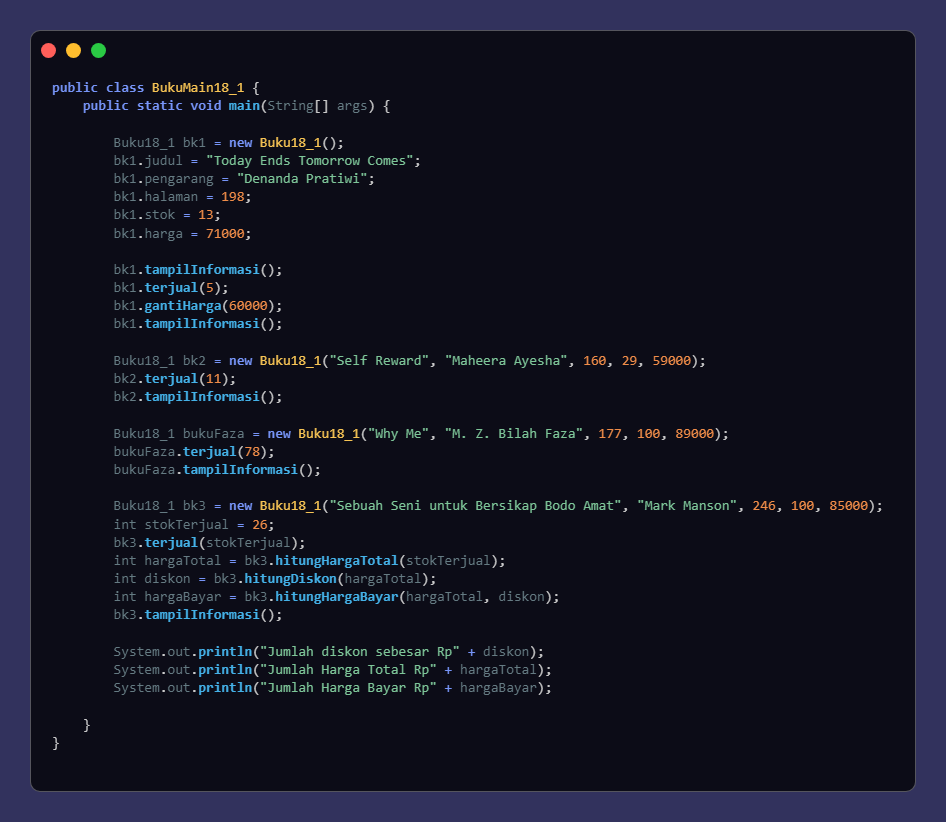 public class BukuMain18_1 {
    public static void main(String[] args) {

        Buku18_1 bk1 = new Buku18_1();
        bk1.judul = "Today Ends Tomorrow Comes";
        bk1.pengarang = "Denanda Pratiwi";
        bk1.halaman = 198;
        bk1.stok = 13;
        bk1.harga = 71000;

        bk1.tampilInformasi();
        bk1.terjual(5);
        bk1.gantiHarga(60000);
        bk1.tampilInformasi();

        Buku18_1 bk2 = new Buku18_1("Self Reward", "Maheera Ayesha", 160, 29, 59000);
        bk2.terjual(11);
        bk2.tampilInformasi();

        Buku18_1 bukuFaza = new Buku18_1("Why Me", "M. Z. Bilah Faza", 177, 100, 89000);
        bukuFaza.terjual(78);
        bukuFaza.tampilInformasi();

        Buku18_1 bk3 = new Buku18_1("Sebuah Seni untuk Bersikap Bodo Amat", "Mark Manson", 246, 100, 85000);
        int stokTerjual = 26;
        bk3.terjual(stokTerjual);
        int hargaTotal = bk3.hitungHargaTotal(stokTerjual);
        int diskon = bk3.hitungDiskon(hargaTotal);
        int hargaBayar = bk3.hitungHargaBayar(hargaTotal, diskon);
        bk3.tampilInformasi();

        System.out.println("Jumlah diskon sebesar Rp" + diskon);
        System.out.println("Jumlah Harga Total Rp" + hargaTotal);
        System.out.println("Jumlah Harga Bayar Rp" + hargaBayar);

    }
}